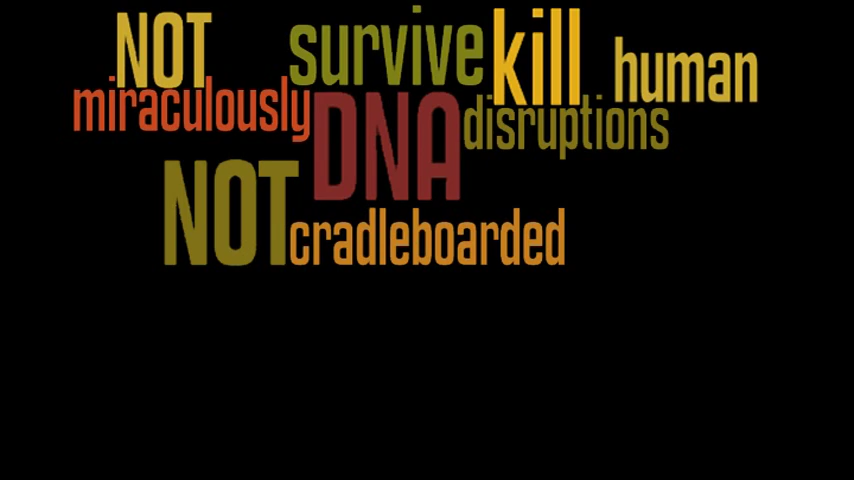 NOT survive kill human
miraculously DNA disruptions
NOT cradleboarded